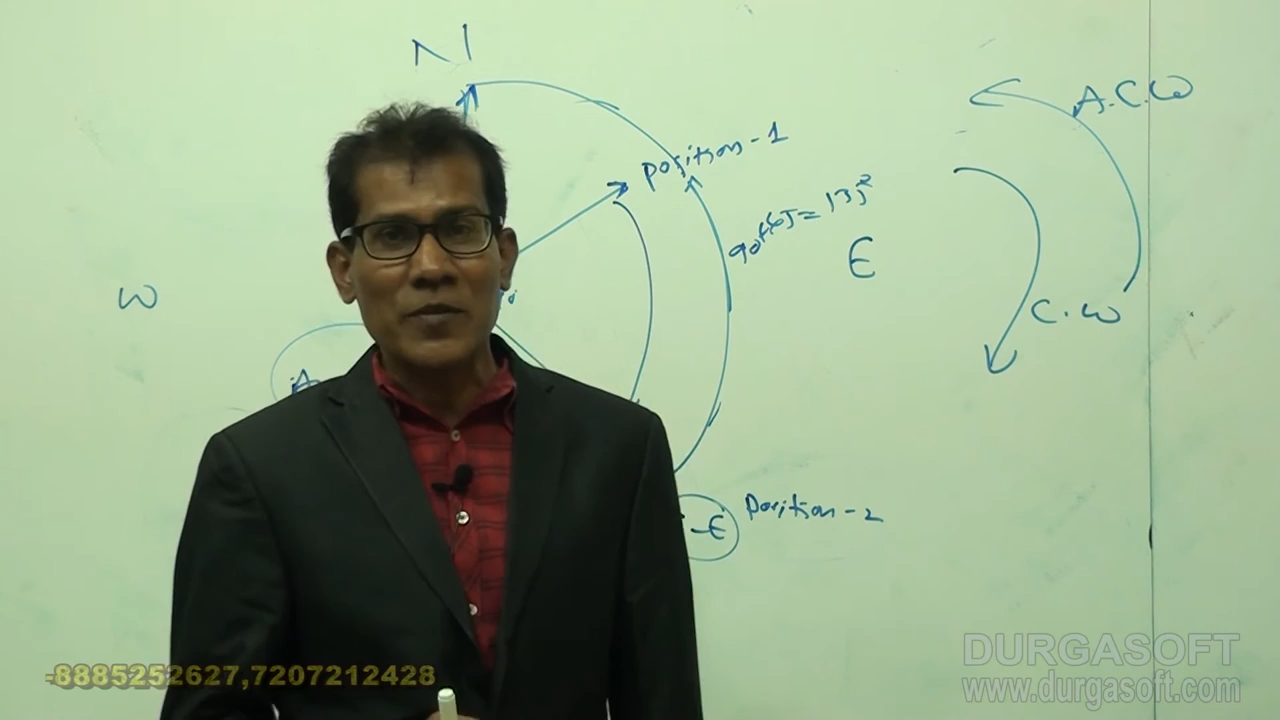 N
A.C.W
Position-1
90+45=135°
E
W
C.W
A
-E
Position-2
-8885252627,7207212428
DURGASOFT
www.durgasoft.com